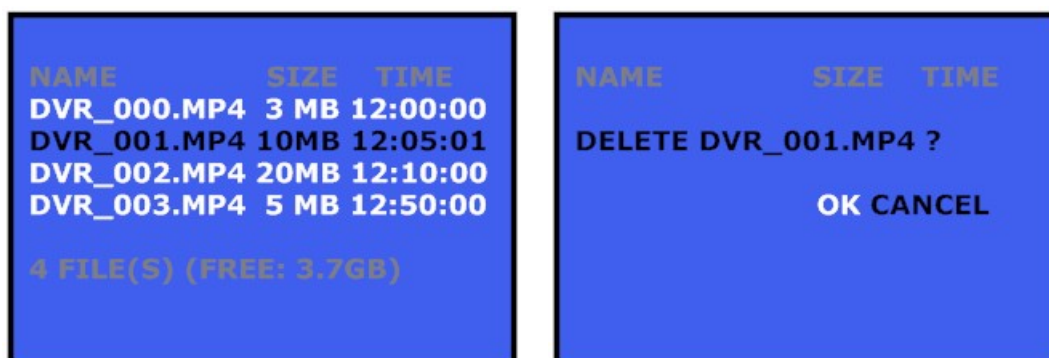 NAME SIZE TIME
DVR_000.MP4 3 MB 12:00:00
DVR_001.MP4 10MB 12:05:01
DVR_002.MP4 20MB 12:10:00
DVR_003.MP4 5 MB 12:50:00
4 FILE(S) (FREE: 3.7GB)
NAME SIZE TIME
DELETE DVR_001.MP4 ?
OK CANCEL